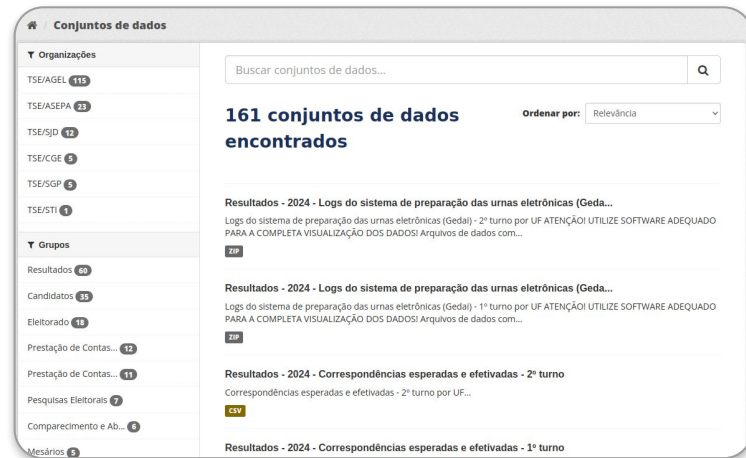 / Conjuntos de dados
Organizações
TSE/AGEL 115
TSE/ASEPA 23
TSE/SJD 12
TSE/CGE 5
TSE/SGP 5
TSE/STI 1
Grupos
Resultados 60
Candidatos 35
Eleitorado 18
Prestação de Contas... 12
Prestação de Contas... 11
Pesquisas Eleitorais 7
Comparecimento e Ab... 6
Mesários 5
Buscar conjuntos de dados...
161 conjuntos de dados
encontrados
Ordenar por: Relevância
Resultados - 2024 - Logs do sistema de preparação das urnas eletrônicas (Geda...
Logs do sistema de preparação das urnas eletrônicas (Gedai) - 2º turno por UF ATENÇÃO! UTILIZE SOFTWARE ADEQUADO
PARA A COMPLETA VISUALIZAÇÃO DOS DADOS! Arquivos de dados com...
ZIP
Resultados - 2024 - Logs do sistema de preparação das urnas eletrônicas (Geda...
Logs do sistema de preparação das urnas eletrônicas (Gedai) - 1º turno por UF ATENÇÃO! UTILIZE SOFTWARE ADEQUADO
PARA A COMPLETA VISUALIZAÇÃO DOS DADOS! Arquivos de dados com...
ZIP
Resultados - 2024 - Correspondências esperadas e efetivadas - 2º turno
Correspondências esperadas e efetivadas - 2º turno por UF...
CSV
Resultados - 2024 - Correspondências esperadas e efetivadas - 1º turno